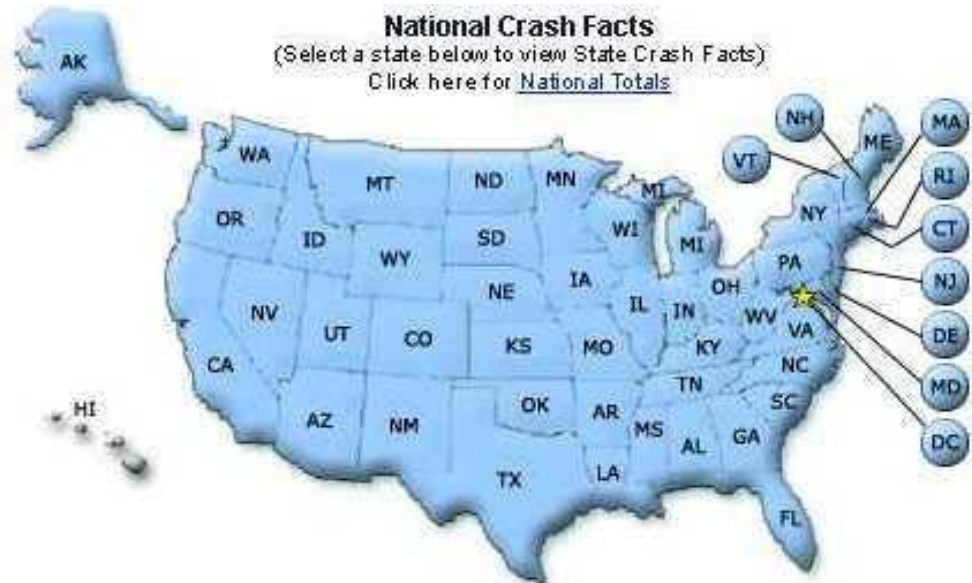 National Crash Facts
(Select a state below to view State Crash Facts)
Click here for National Totals
AK
NH
MA
ME
VT
RI
WA
MT
ND
MN
MI
NY
CT
OR
ID
SD
WI
MI
WY
PA
NJ
IA
NE
OH
NV
IL
IN
WV
UT
CO
VA
DE
KS
MO
KY
CA
NC
TN
MD
SC
OK
AR
HI
AZ
NM
MS
AL
GA
DC
TX
LA
FL